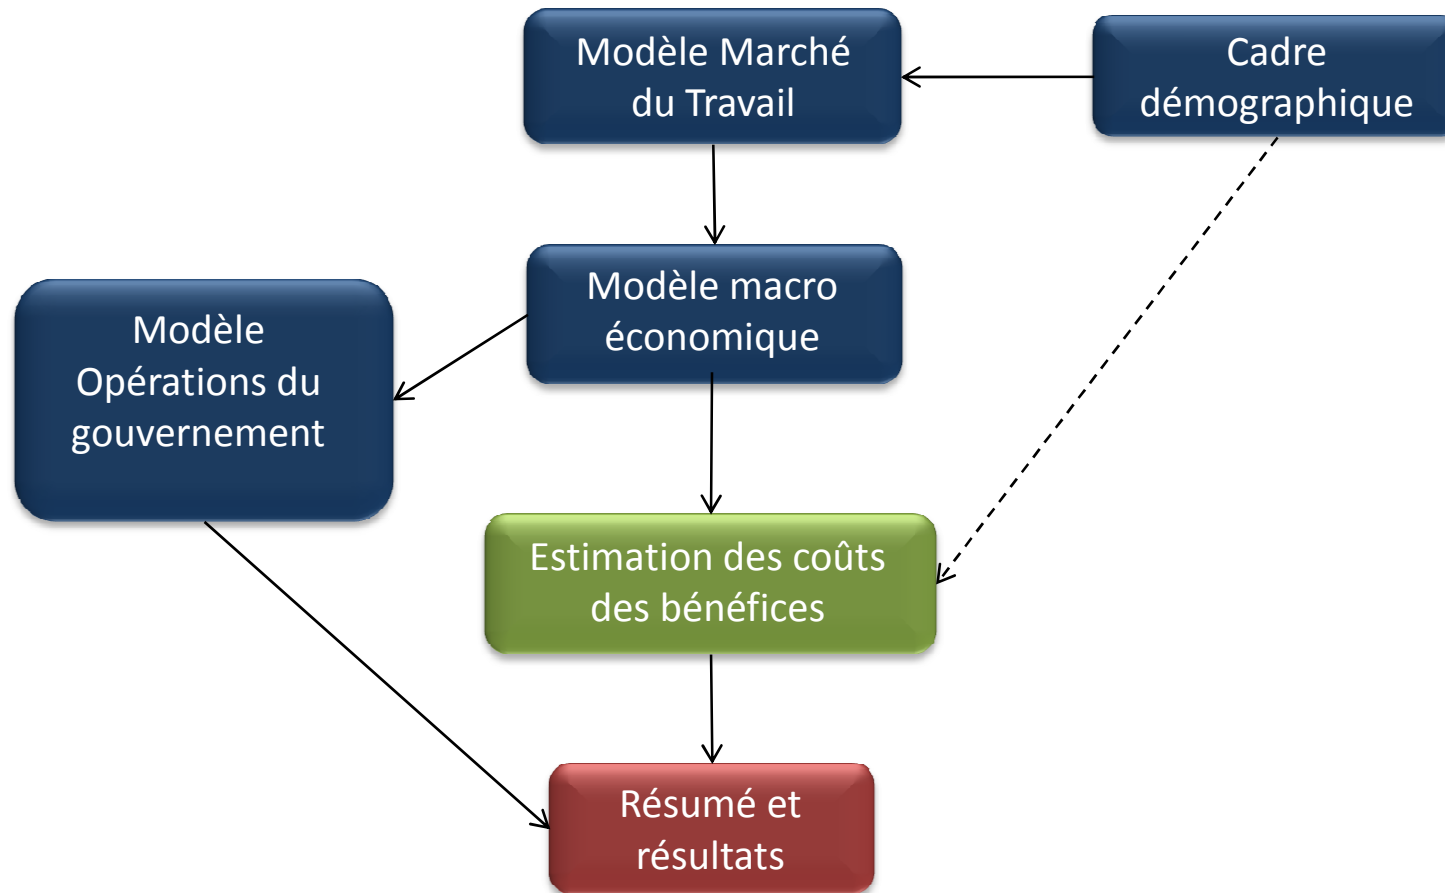 Modèle Marché
du Travail
Cadre
démographique
Modèle macro
économique
Modèle
Opérations du
gouvernement
Estimation des coûts
des bénéfices
Résumé et
résultats